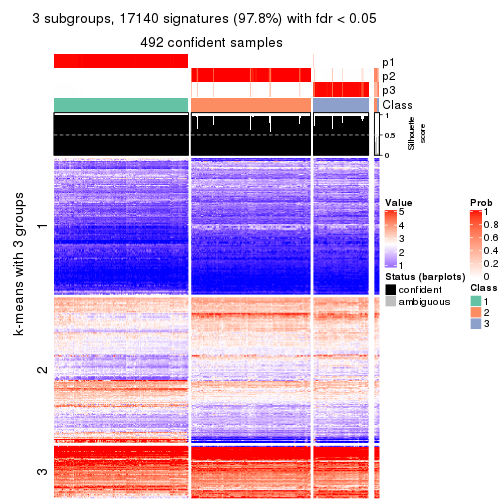 3 subgroups, 17140 signatures (97.8%) with fdr < 0.05
492 confident samples
p1
p2
p3
Class
1
0.5
0
Silhouette
score
k-means with 3 groups
1
2
3
Value
5
4
3
2
1
Status (barplots)
confident
ambiguous
Prob
1
0.8
0.6
0.4
0.2
0
Class
1
2
3